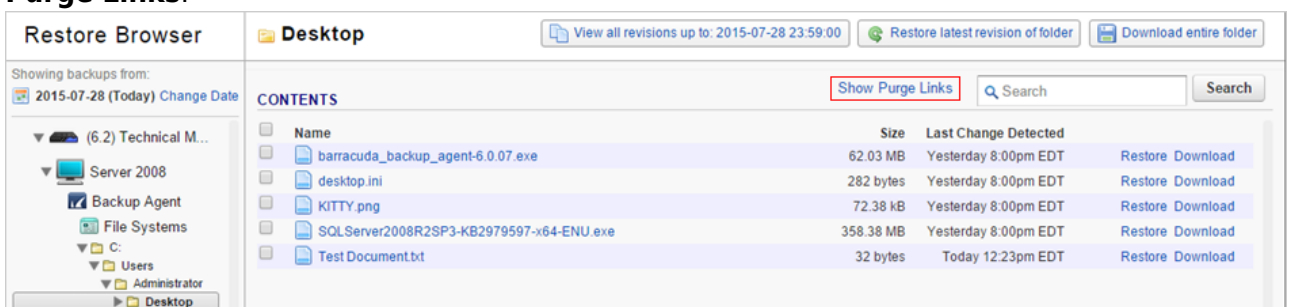 Purge Links.
Restore Browser
Desktop
View all revisions up to: 2015-07-28 23:59:00
Restore latest revision of folder
Download entire folder
Showing backups from:
2015-07-28 (Today) Change Date
(6.2) Technical M...
Server 2008
Backup Agent
File Systems
C:
Users
Administrator
Desktop
CONTENTS
Show Purge Links
Search
Search
Name Size Last Change Detected
barracuda_backup_agent-6.0.07.exe 62.03 MB Yesterday 8:00pm EDT Restore Download
desktop.ini 282 bytes Yesterday 8:00pm EDT Restore Download
KITTY.png 72.38 kB Yesterday 8:00pm EDT Restore Download
SQLServer2008R2SP3-KB2979597-x64-ENU.exe 358.38 MB Yesterday 8:00pm EDT Restore Download
Test Document.txt 32 bytes Today 12:23pm EDT Restore Download